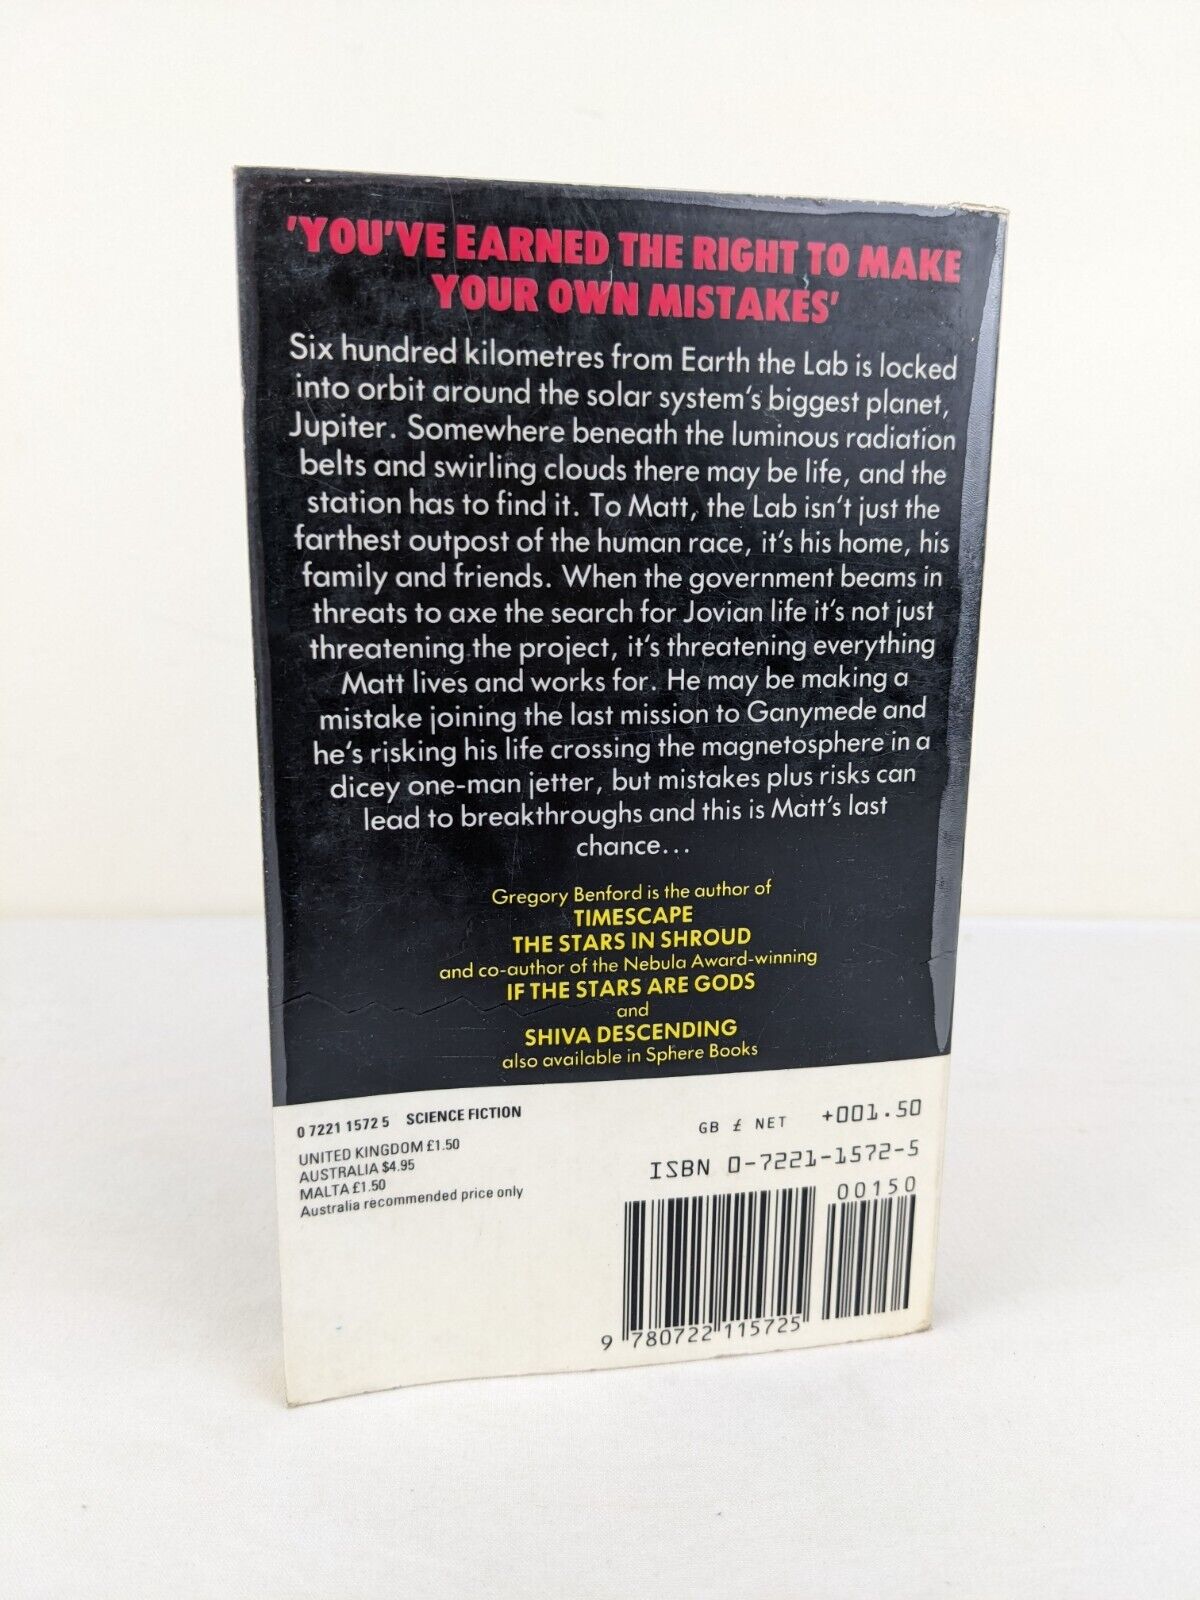 'YOU'VE EARNED THE RIGHT TO MAKE
YOUR OWN MISTAKES'
Six hundred kilometres from Earth the Lab is locked
into orbit around the solar system's biggest planet,
Jupiter. Somewhere beneath the luminous radiation
belts and swirling clouds there may be life, and the
station has to find it. To Matt, the Lab isn't just the
farthest outpost of the human race, it's his home, his
family and friends. When the government beams in
threats to axe the search for Jovian life it's not just
threatening the project, it's threatening everything
Matt lives and works for. He may be making a
mistake joining the last mission to Ganymede and
he's risking his life crossing the magnetosphere in a
dicey one-man jetter, but mistakes plus risks can
lead to breakthroughs and this is Matt's last
chance...
Gregory Benford is the author of
TIMESCAPE
THE STARS IN SHROUD
and co-author of the Nebula Award-winning
IF THE STARS ARE GODS
and
SHIVA DESCENDING
also available in Sphere Books
0 7221 1572 5 SCIENCE FICTION
UNITED KINGDOM £1.50
AUSTRALIA $4.95
MALTA £1.50
Australia recommended price only
GB £ NET +001.50
ISBN 0-7221-1572-5
00150
9 780722 115725